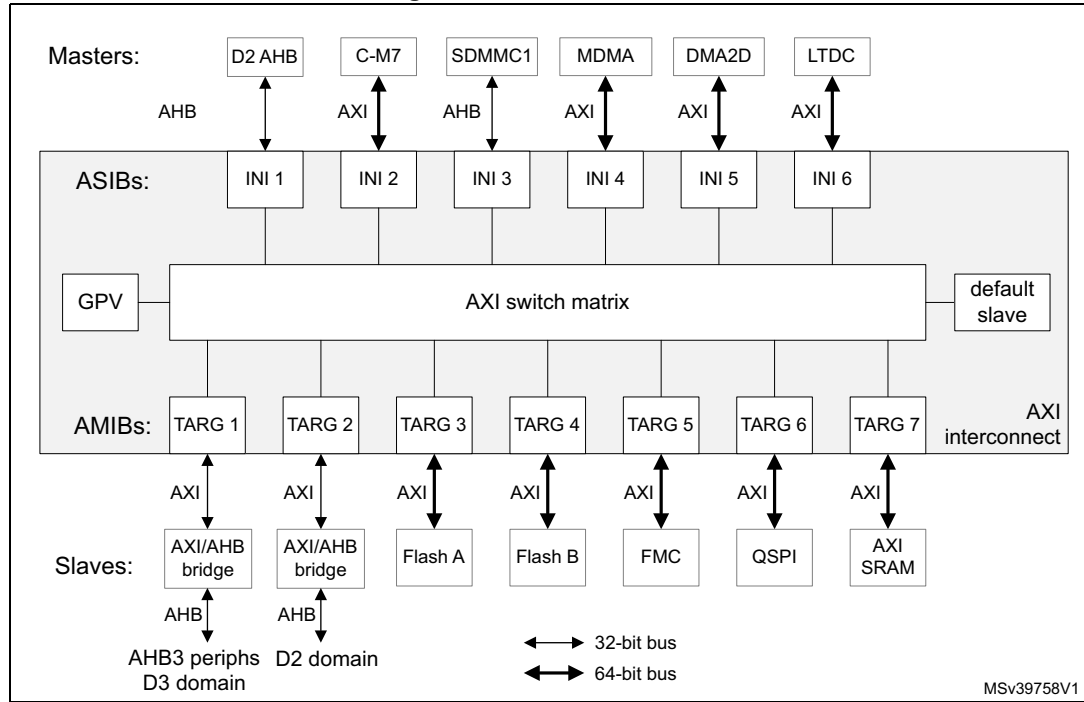 Masters:
D2 AHB
C-M7
SDMMC1
MDMA
DMA2D
LTDC
AHB
AXI
AHB
AXI
AXI
AXI
ASIBs:
INI 1
INI 2
INI 3
INI 4
INI 5
INI 6
GPV
AXI switch matrix
default
slave
AMIBs:
TARG 1
TARG 2
TARG 3
TARG 4
TARG 5
TARG 6
TARG 7
AXI
interconnect
AXI
AXI
AXI
AXI
AXI
AXI
AXI
Slaves:
AXI/AHB
bridge
AXI/AHB
bridge
Flash A
Flash B
FMC
QSPI
AXI
SRAM
AHB
AHB
AHB3 periphs
D3 domain
D2 domain
32-bit bus
64-bit bus
MSv39758V1